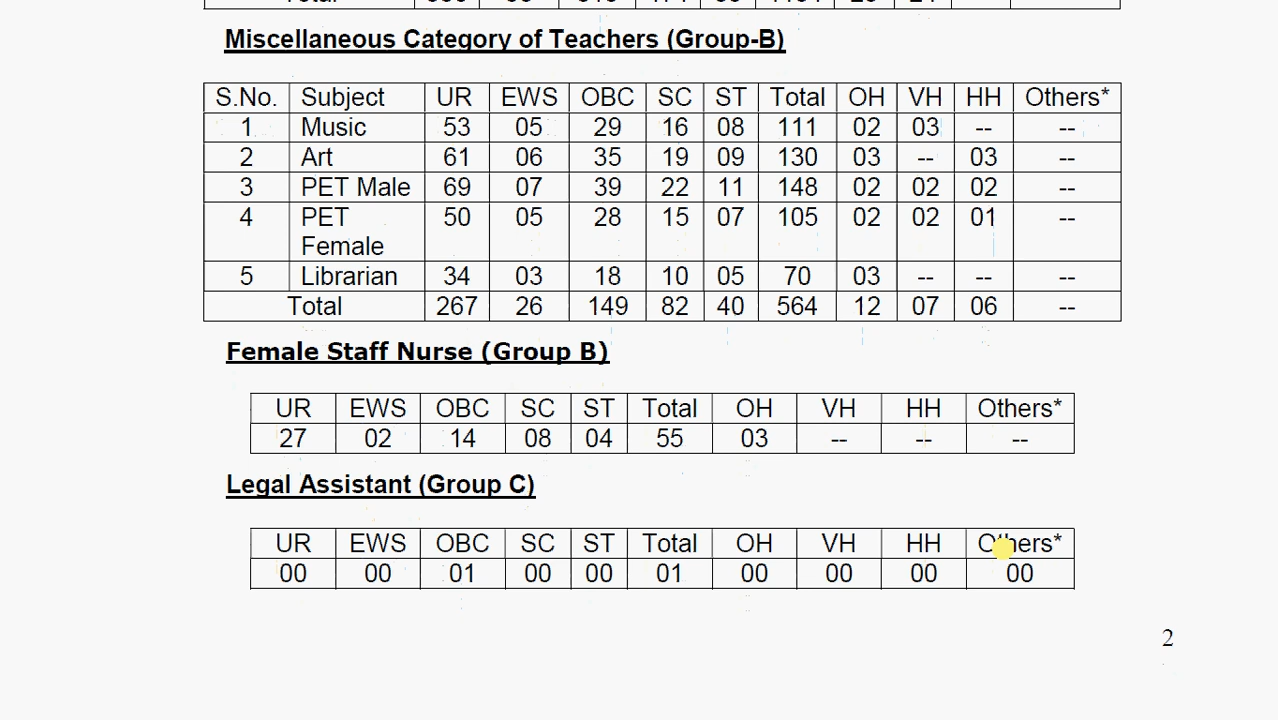 Miscellaneous Category of Teachers (Group-B)
S.No. Subject UR EWS OBC SC ST Total OH VH HH Others*
1 Music 53 05 29 16 08 111 02 03 -- --
2 Art 61 06 35 19 09 130 03 -- 03 --
3 PET Male 69 07 39 22 11 148 02 02 02 --
4 PET 50 05 28 15 07 105 02 02 01 --
Female
5 Librarian 34 03 18 10 05 70 03 -- -- --
Total 267 26 149 82 40 564 12 07 06 --
Female Staff Nurse (Group B)
UR EWS OBC SC ST Total OH VH HH Others*
27 02 14 08 04 55 03 -- -- --
Legal Assistant (Group C)
UR EWS OBC SC ST Total OH VH HH Others*
00 00 01 00 00 01 00 00 00 00
2